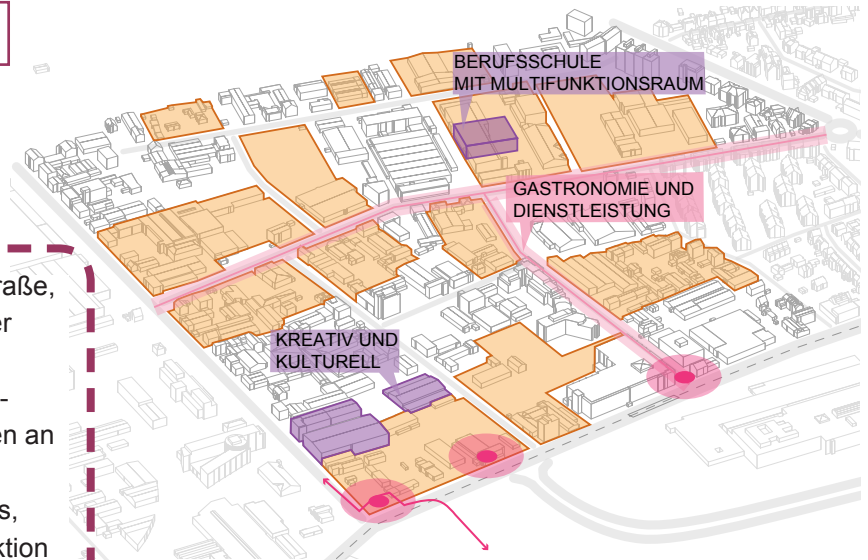 BERUFSSCHULE
MIT MULTIFUNKTIONSRAUM
GASTRONOMIE UND
DIENSTLEISTUNG
KREATIV UND
KULTURELL
raße,
er
-
en an
s,
ktion